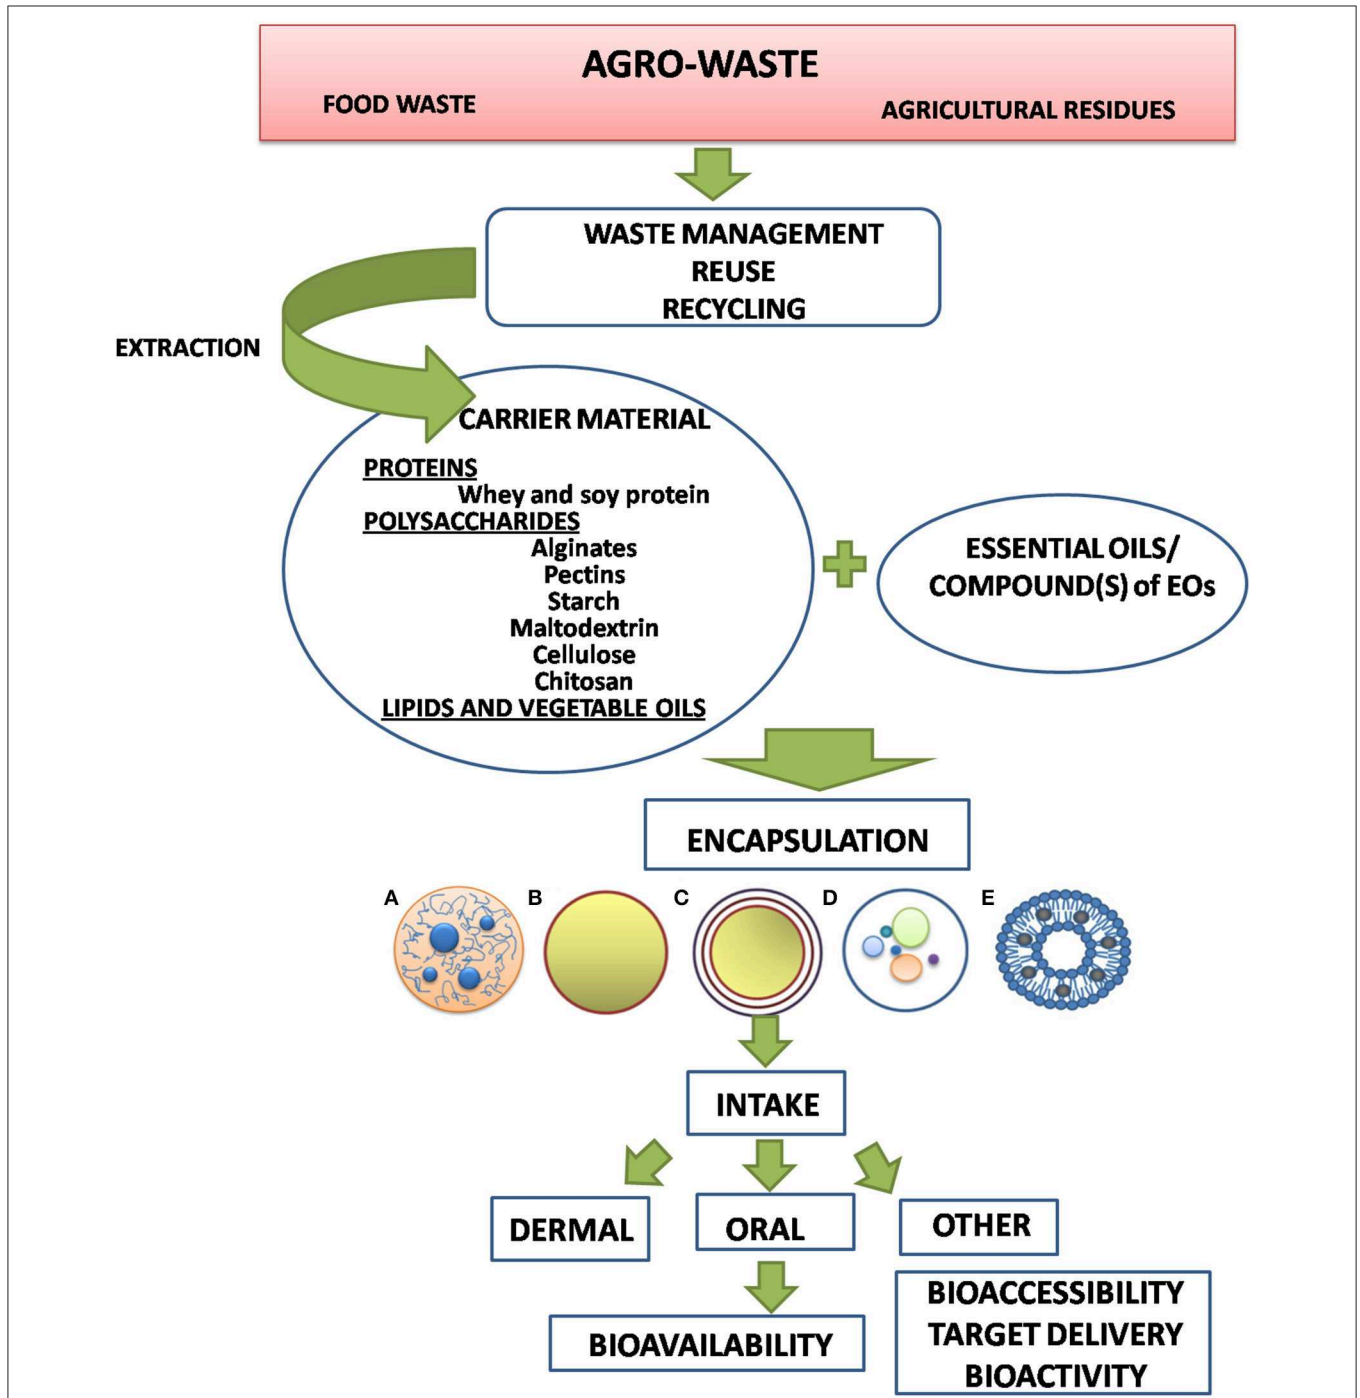 AGRO-WASTE
FOOD WASTE
AGRICULTURAL RESIDUES
WASTE MANAGEMENT
REUSE
RECYCLING
EXTRACTION
CARRIER MATERIAL
PROTEINS
Whey and soy protein
POLYSACCHARIDES
Alginates
Pectins
Starch
Maltodextrin
Cellulose
Chitosan
LIPIDS AND VEGETABLE OILS
ESSENTIAL OILS/
COMPOUND(S) of EOs
ENCAPSULATION
A
B
C
D
E
INTAKE
DERMAL
ORAL
OTHER
BIOAVAILABILITY
BIOACCESSIBILITY
TARGET DELIVERY
BIOACTIVITY